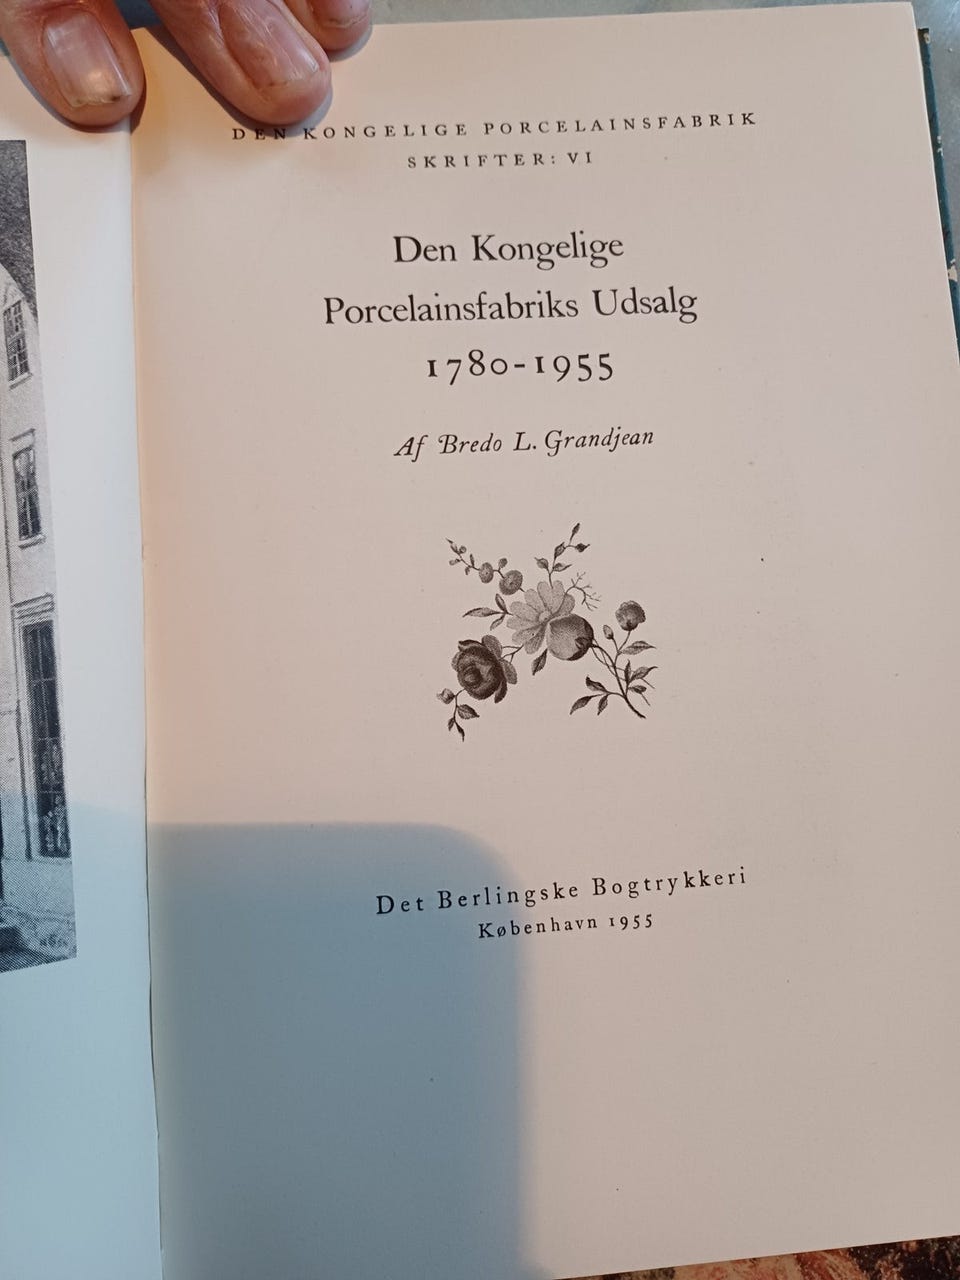 DEN KONGELIGE PORCELAINSFABRIK
SKRIFTER: VI
Den Kongelige
Porcelainsfabriks Udsalg
1780-1955
Af Bredo L. Grandjean
Det Berlingske Bogtrykkeri
København 1955